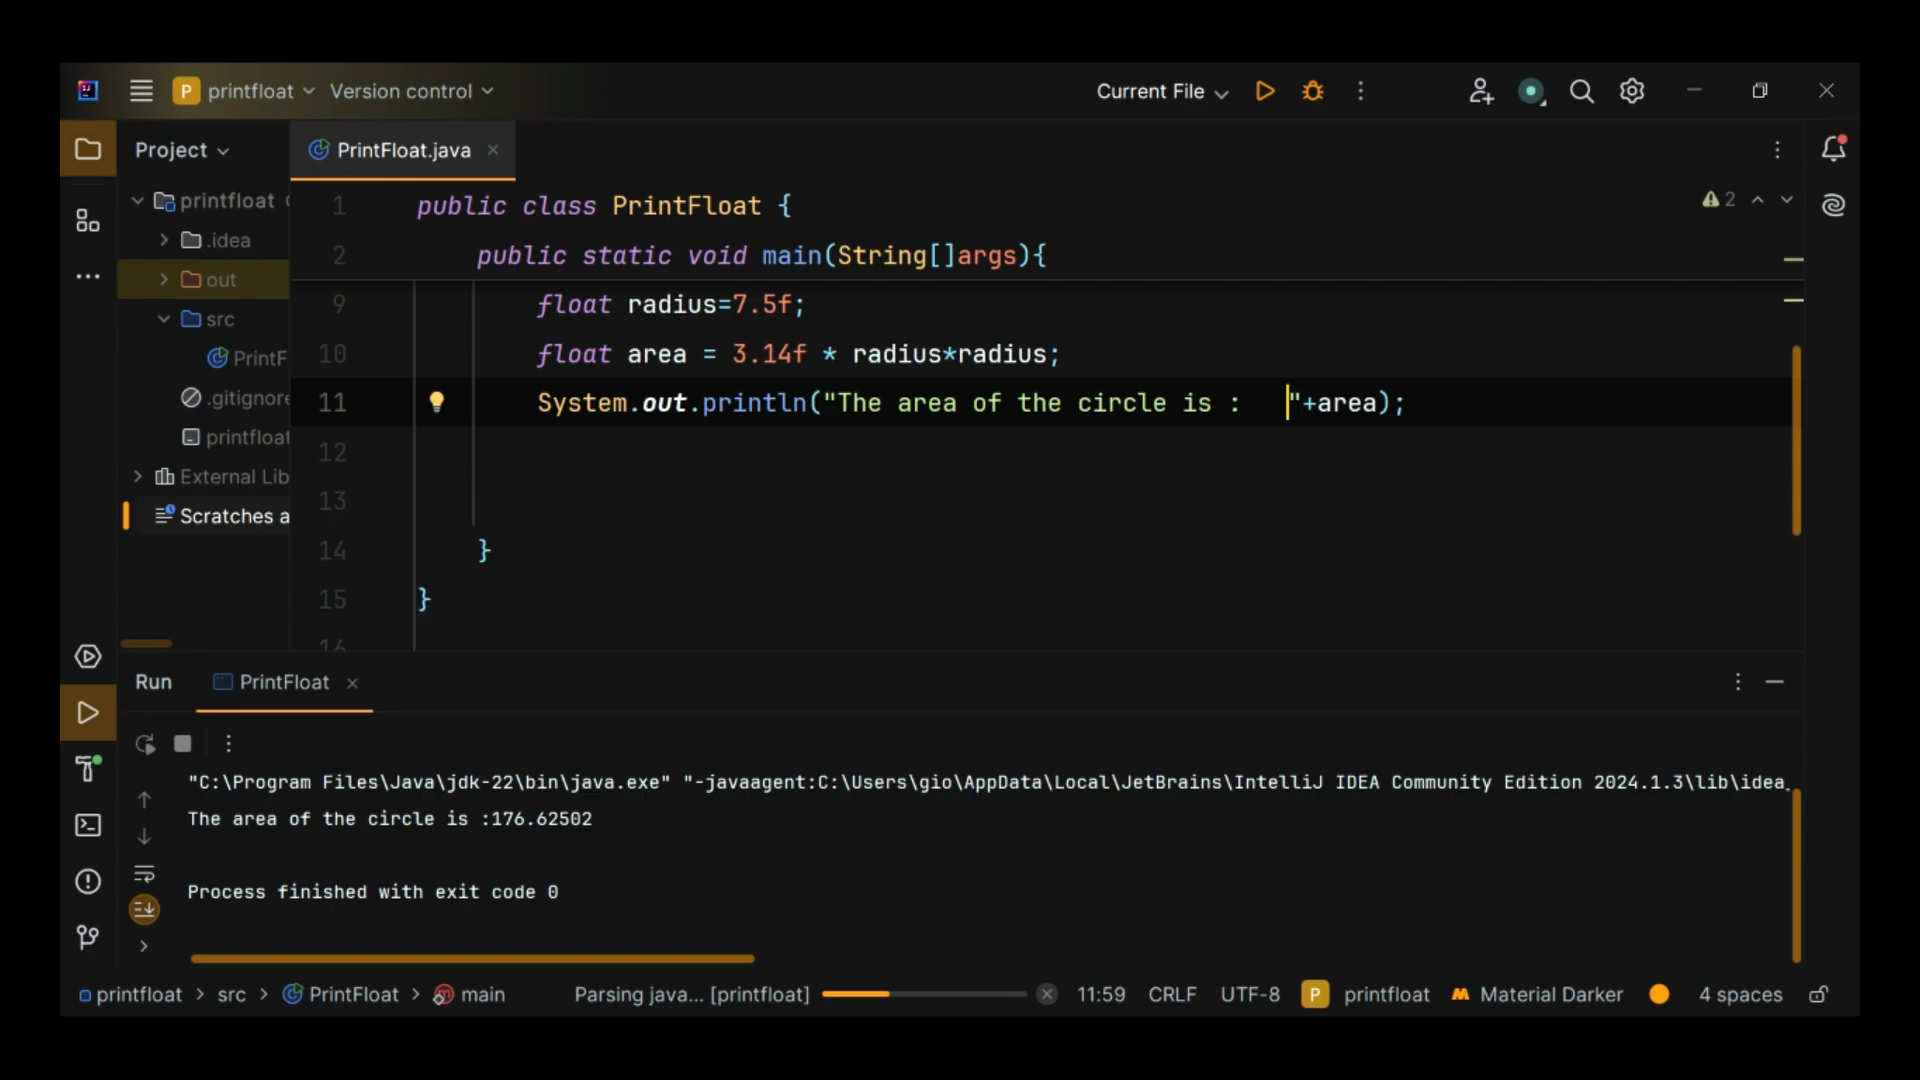 P printfloat Version control Current File
Project PrintFloat.java
printfloat
.idea
out
src
PrintF
.gitignore
printfloat
External Lib
Scratches a
2
1 public class PrintFloat {
2 public static void main(String[]args){
9 float radius=7.5f;
10 float area = 3.14f * radius*radius;
11 System.out.println("The area of the circle is :   "+area);
12
13
14 }
15 }
16
Run PrintFloat
"C:\Program Files\Java\jdk-22\bin\java.exe" "-javaagent:C:\Users\gio\AppData\Local\JetBrains\IntelliJ IDEA Community Edition 2024.1.3\lib\idea_
The area of the circle is :176.62502
Process finished with exit code 0
printfloat > src > PrintFloat > main Parsing java... [printfloat] 11:59 CRLF UTF-8 P printfloat Material Darker 4 spaces